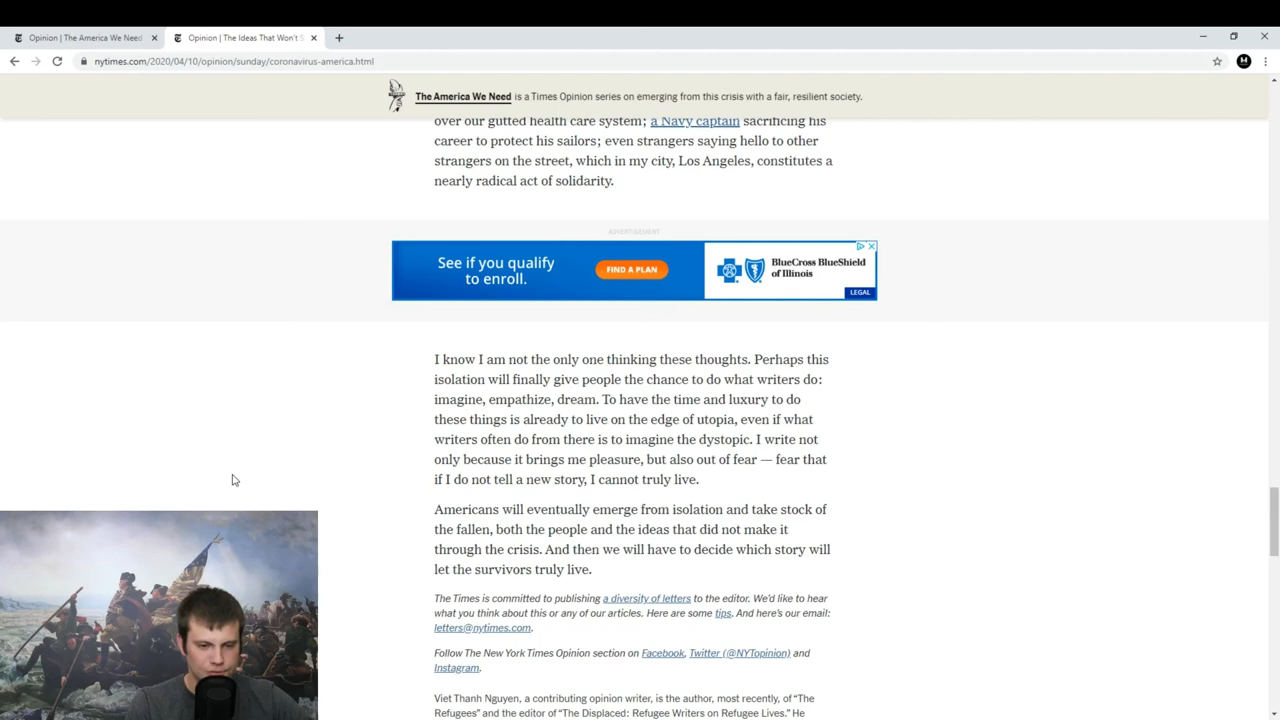 Opinion | The America We Need
Opinion | The Ideas That Won't S
nytimes.com/2020/04/10/opinion/sunday/coronavirus-america.html
The America We Need is a Times Opinion series on emerging from this crisis with a fair, resilient society.
over our gutted health care system; a Navy captain sacrificing his
career to protect his sailors; even strangers saying hello to other
strangers on the street, which in my city, Los Angeles, constitutes a
nearly radical act of solidarity.
ADVERTISEMENT
See if you qualify
to enroll.
FIND A PLAN
BlueCross BlueShield
of Illinois
LEGAL
I know I am not the only one thinking these thoughts. Perhaps this
isolation will finally give people the chance to do what writers do:
imagine, empathize, dream. To have the time and luxury to do
these things is already to live on the edge of utopia, even if what
writers often do from there is to imagine the dystopic. I write not
only because it brings me pleasure, but also out of fear — fear that
if I do not tell a new story, I cannot truly live.
Americans will eventually emerge from isolation and take stock of
the fallen, both the people and the ideas that did not make it
through the crisis. And then we will have to decide which story will
let the survivors truly live.
The Times is committed to publishing a diversity of letters to the editor. We'd like to hear
what you think about this or any of our articles. Here are some tips. And here's our email:
letters@nytimes.com.
Follow The New York Times Opinion section on Facebook, Twitter (@NYTopinion) and
Instagram.
Viet Thanh Nguyen, a contributing opinion writer, is the author, most recently, of "The
Refugees" and the editor of "The Displaced: Refugee Writers on Refugee Lives." He